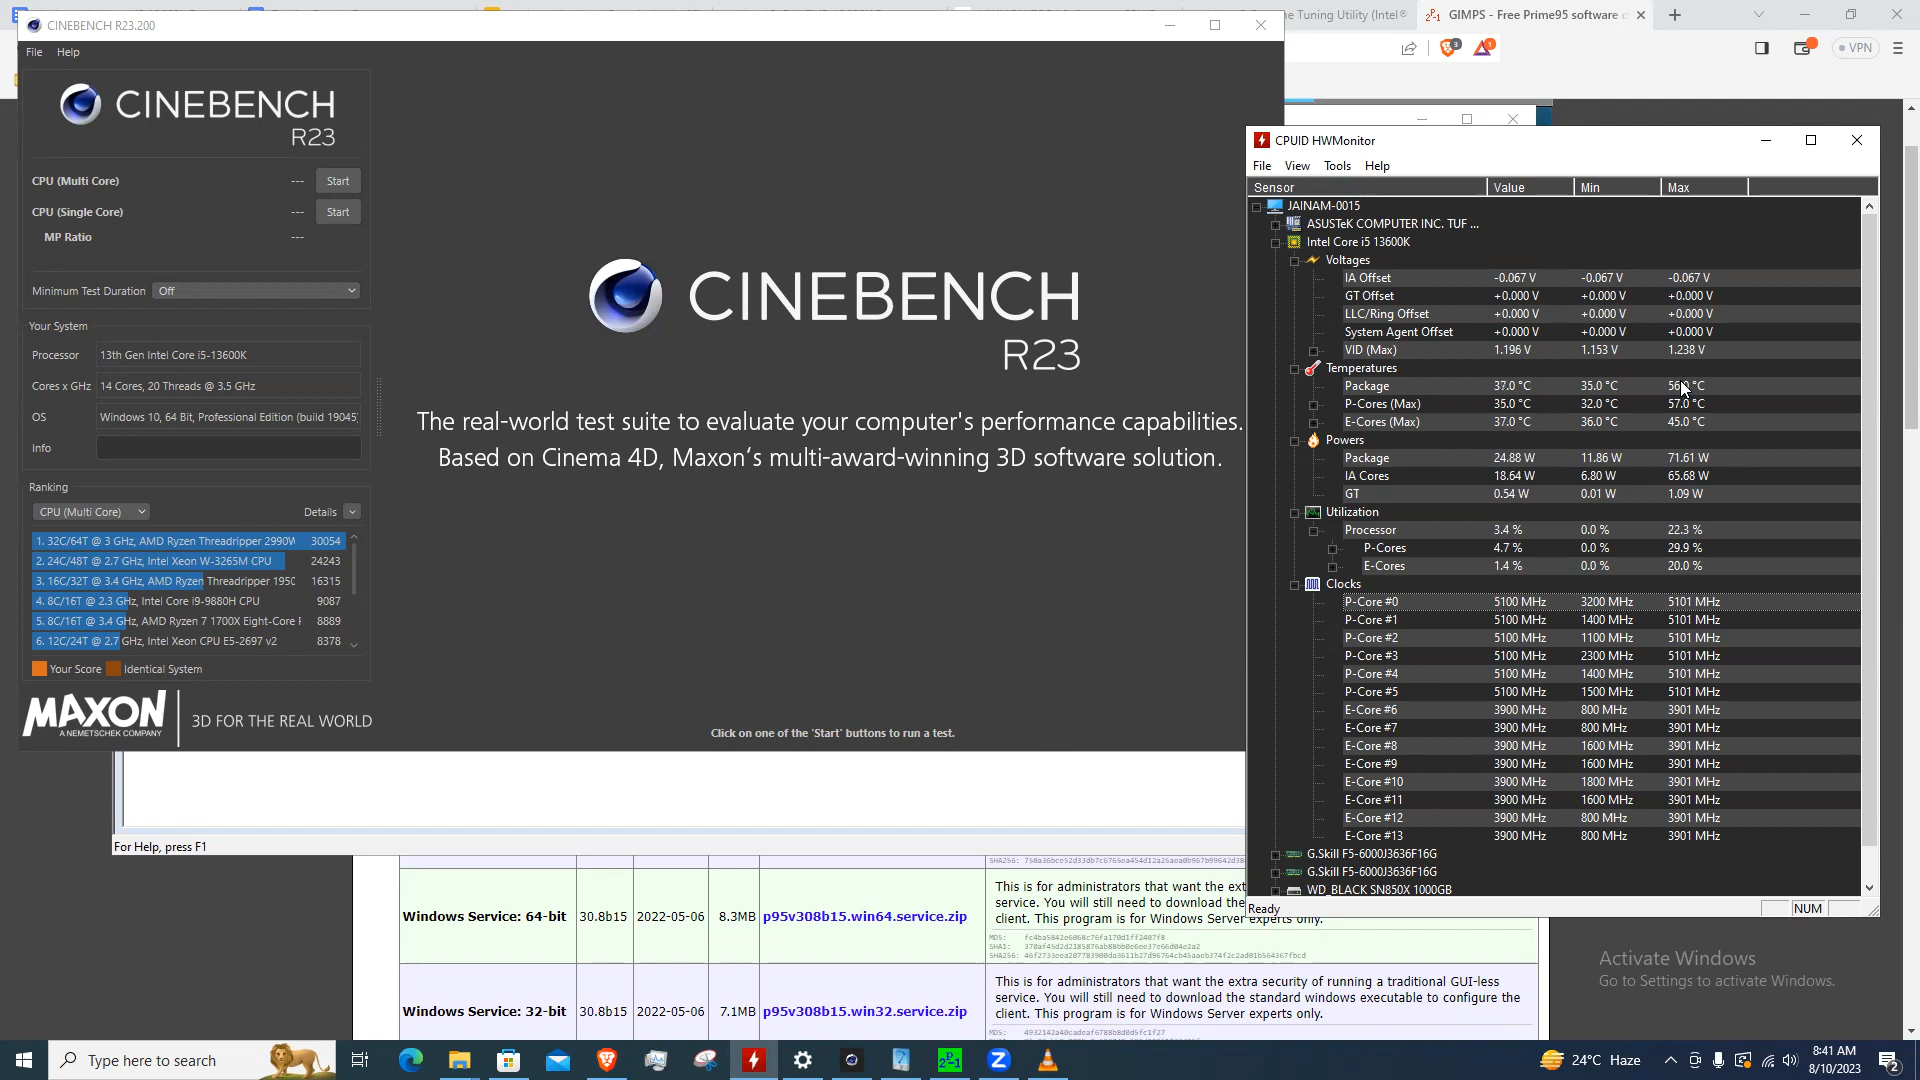 CINEBENCH R23.200
e Tuning Utility (Intel®
GIMPS - Free Prime95 software
File Help
CINEBENCH
R23
CPU (Multi Core) --- Start
CPU (Single Core) --- Start
MP Ratio ---
Minimum Test Duration Off
Your System
Processor 13th Gen Intel Core i5-13600K
Cores x GHz 14 Cores, 20 Threads @ 3.5 GHz
OS Windows 10, 64 Bit, Professional Edition (build 19045)
Info
Ranking
CPU (Multi Core) Details
1. 32C/64T @ 3 GHz, AMD Ryzen Threadripper 2990W 30054
2. 24C/48T @ 2.7 GHz, Intel Xeon W-3265M CPU 24243
3. 16C/32T @ 3.4 GHz, AMD Ryzen Threadripper 195C 16315
4. 8C/16T @ 2.3 GHz, Intel Core i9-9880H CPU 9087
5. 8C/16T @ 3.4 GHz, AMD Ryzen 7 1700X Eight-Core 8889
6. 12C/24T @ 2.7 GHz, Intel Xeon CPU E5-2697 v2 8378
Your Score Identical System
MAXON
A NEMETSCHEK COMPANY
3D FOR THE REAL WORLD
CINEBENCH
R23
The real-world test suite to evaluate your computer's performance capabilities.
Based on Cinema 4D, Maxon's multi-award-winning 3D software solution.
Click on one of the 'Start' buttons to run a test.
3
1
VPN
CPUID HWMonitor
File View Tools Help
Sensor Value Min Max
JAINAM-0015
ASUSTeK COMPUTER INC. TUF ...
Intel Core i5 13600K
Voltages
IA Offset -0.067 V -0.067 V -0.067 V
GT Offset +0.000 V +0.000 V +0.000 V
LLC/Ring Offset +0.000 V +0.000 V +0.000 V
System Agent Offset +0.000 V +0.000 V +0.000 V
VID (Max) 1.196 V 1.153 V 1.238 V
Temperatures
Package 37.0 °C 35.0 °C 56.0 °C
P-Cores (Max) 35.0 °C 32.0 °C 57.0 °C
E-Cores (Max) 37.0 °C 36.0 °C 45.0 °C
Powers
Package 24.88 W 11.86 W 71.61 W
IA Cores 18.64 W 6.80 W 65.68 W
GT 0.54 W 0.01 W 1.09 W
Utilization
Processor 3.4 % 0.0 % 22.3 %
P-Cores 4.7 % 0.0 % 29.9 %
E-Cores 1.4 % 0.0 % 20.0 %
Clocks
P-Core #0 5100 MHz 3200 MHz 5101 MHz
P-Core #1 5100 MHz 1400 MHz 5101 MHz
P-Core #2 5100 MHz 1100 MHz 5101 MHz
P-Core #3 5100 MHz 2300 MHz 5101 MHz
P-Core #4 5100 MHz 1400 MHz 5101 MHz
P-Core #5 5100 MHz 1500 MHz 5101 MHz
E-Core #6 3900 MHz 800 MHz 3901 MHz
E-Core #7 3900 MHz 800 MHz 3901 MHz
E-Core #8 3900 MHz 1600 MHz 3901 MHz
E-Core #9 3900 MHz 1600 MHz 3901 MHz
E-Core #10 3900 MHz 1800 MHz 3901 MHz
E-Core #11 3900 MHz 1600 MHz 3901 MHz
E-Core #12 3900 MHz 800 MHz 3901 MHz
E-Core #13 3900 MHz 800 MHz 3901 MHz
G.Skill F5-6000J3636F16G
G.Skill F5-6000J3636F16G
WD_BLACK SN850X 1000GB
Ready NUM
For Help, press F1
Windows Service: 64-bit 30.8b15 2022-05-06 8.3MB p95v308b15.win64.service.zip
This is for administrators that want the ext
service. You will still need to download the
client. This program is for Windows Server experts only.
Windows Service: 32-bit 30.8b15 2022-05-06 7.1MB p95v308b15.win32.service.zip
This is for administrators that want the extra security of running a traditional GUI-less
service. You will still need to download the standard windows executable to configure the
client. This program is for Windows Server experts only.
Activate Windows
Go to Settings to activate Windows.
Type here to search
24°C Haze
8:41 AM
8/10/2023
2